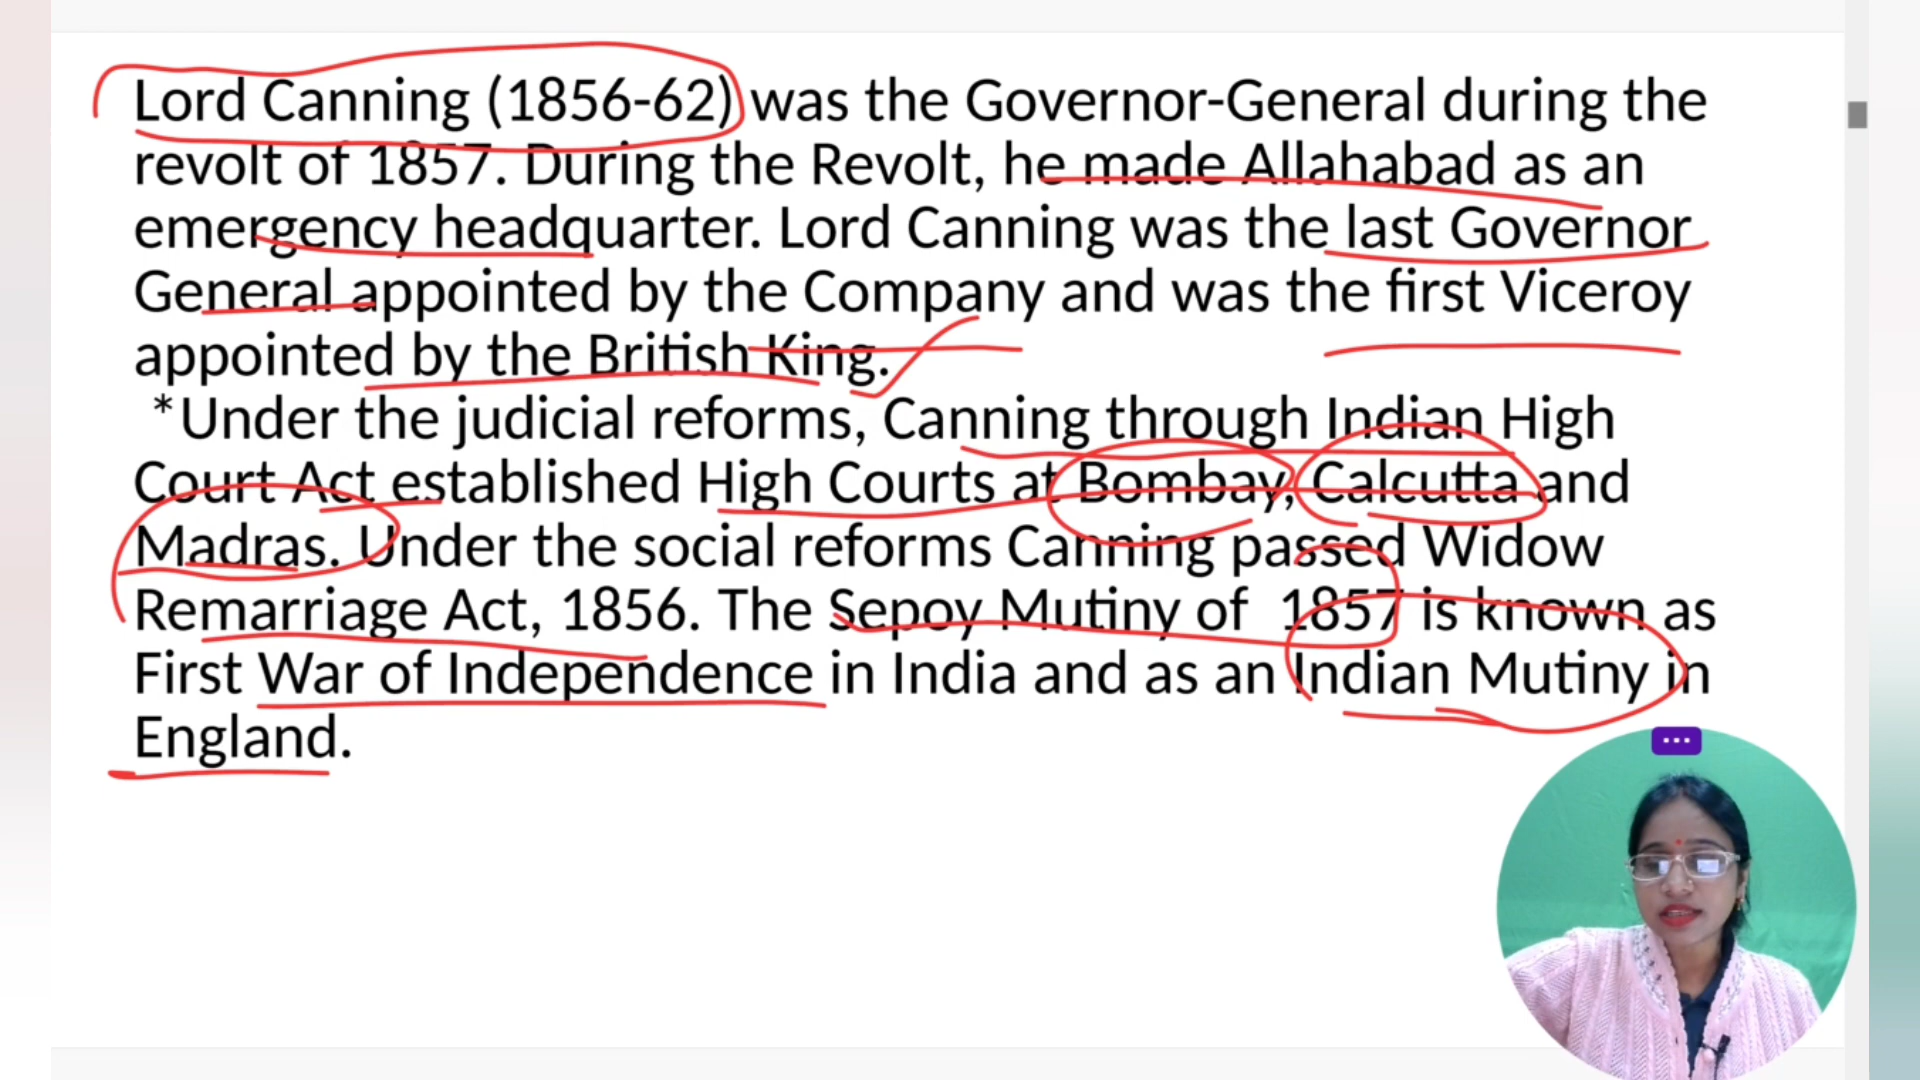 Lord Canning (1856-62) was the Governor-General during the
revolt of 1857. During the Revolt, he made Allahabad as an
emergency headquarter. Lord Canning was the last Governor
General appointed by the Company and was the first Viceroy
appointed by the British King.
*Under the judicial reforms, Canning through Indian High
Court Act established High Courts at Bombay, Calcutta and
Madras. Under the social reforms Canning passed Widow
Remarriage Act, 1856. The Sepoy Mutiny of 1857 is known as
First War of Independence in India and as an Indian Mutiny in
England.